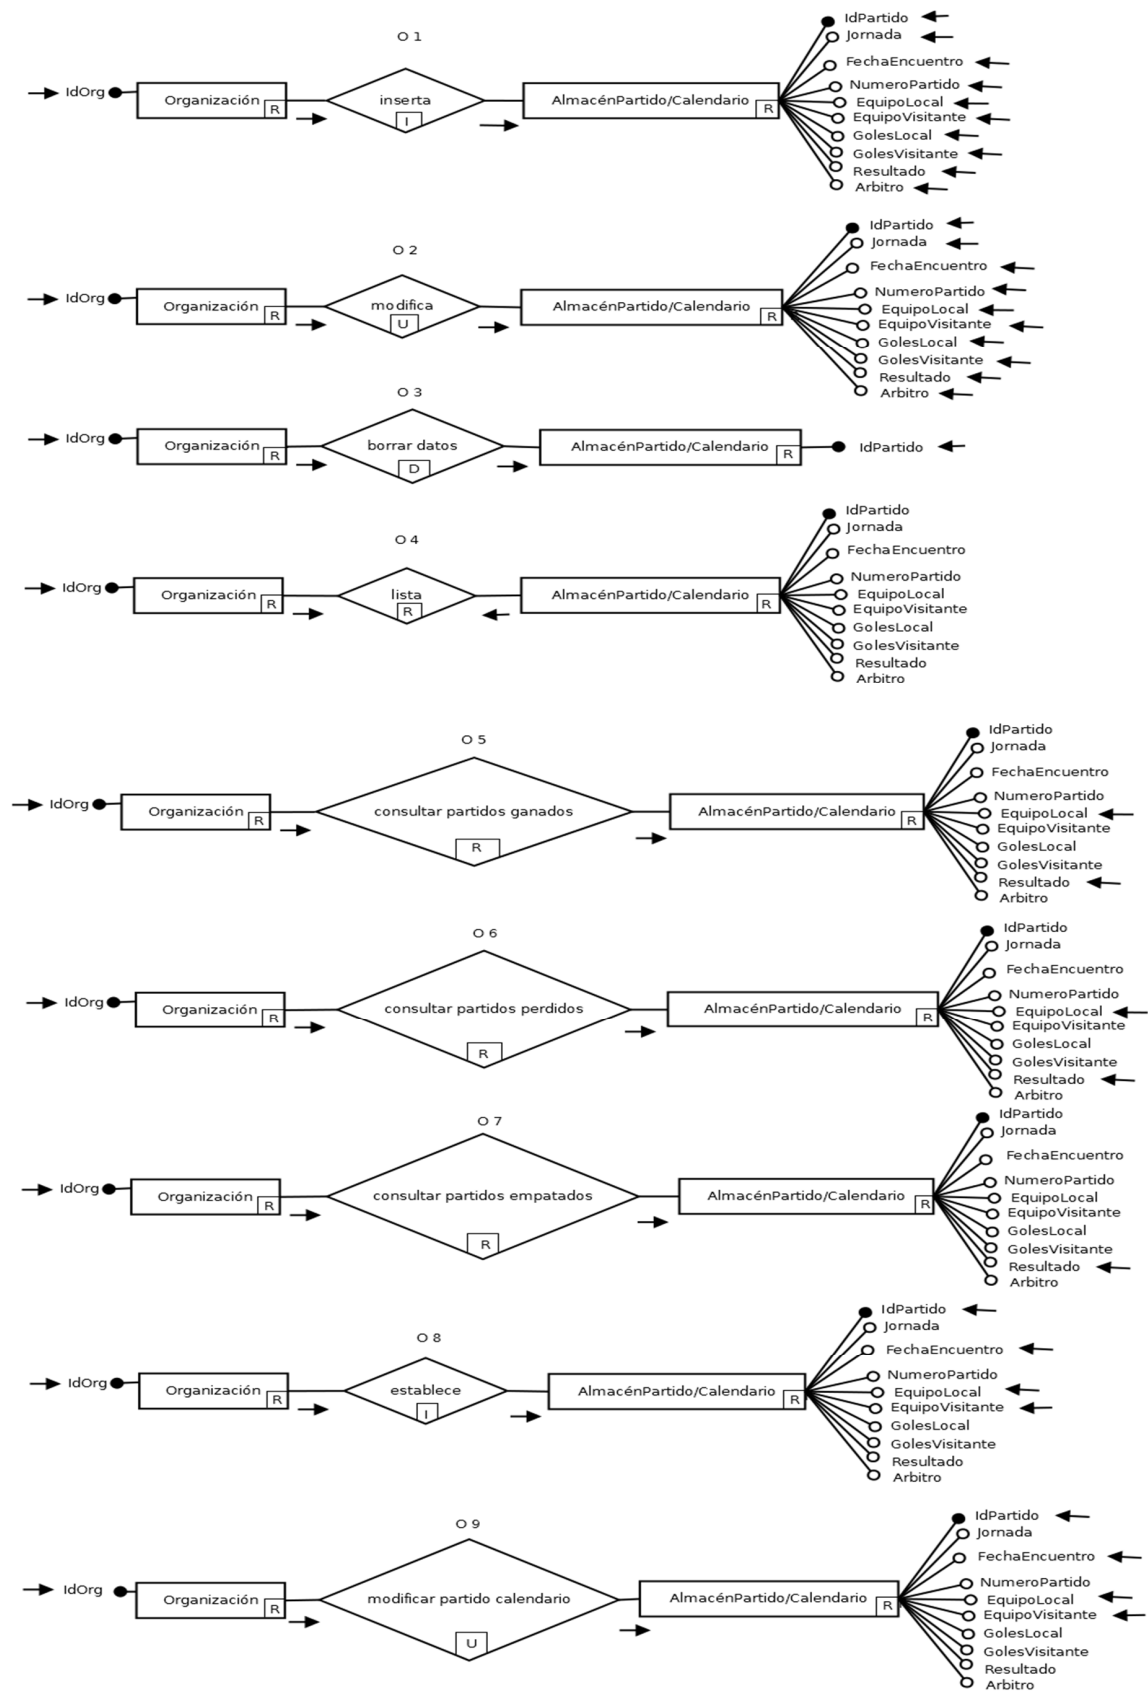 O 1
IdOrg
Organización
R
inserta
I
AlmacénPartido/Calendario
R
IdPartido
Jornada
FechaEncuentro
NumeroPartido
EquipoLocal
EquipoVisitante
GolesLocal
GolesVisitante
Resultado
Arbitro
O 2
IdOrg
Organización
R
modifica
U
AlmacénPartido/Calendario
R
IdPartido
Jornada
FechaEncuentro
NumeroPartido
EquipoLocal
EquipoVisitante
GolesLocal
GolesVisitante
Resultado
Arbitro
O 3
IdOrg
Organización
R
borrar datos
D
AlmacénPartido/Calendario
R
IdPartido
O 4
IdOrg
Organización
R
lista
R
AlmacénPartido/Calendario
R
IdPartido
Jornada
FechaEncuentro
NumeroPartido
EquipoLocal
EquipoVisitante
GolesLocal
GolesVisitante
Resultado
Arbitro
O 5
IdOrg
Organización
R
consultar partidos ganados
R
AlmacénPartido/Calendario
R
IdPartido
Jornada
FechaEncuentro
NumeroPartido
EquipoLocal
EquipoVisitante
GolesLocal
GolesVisitante
Resultado
Arbitro
O 6
IdOrg
Organización
R
consultar partidos perdidos
R
AlmacénPartido/Calendario
R
IdPartido
Jornada
FechaEncuentro
NumeroPartido
EquipoLocal
EquipoVisitante
GolesLocal
GolesVisitante
Resultado
Arbitro
O 7
IdOrg
Organización
R
consultar partidos empatados
R
AlmacénPartido/Calendario
R
IdPartido
Jornada
FechaEncuentro
NumeroPartido
EquipoLocal
EquipoVisitante
GolesLocal
GolesVisitante
Resultado
Arbitro
O 8
IdOrg
Organización
R
establece
I
AlmacénPartido/Calendario
R
IdPartido
Jornada
FechaEncuentro
NumeroPartido
EquipoLocal
EquipoVisitante
GolesLocal
GolesVisitante
Resultado
Arbitro
O 9
IdOrg
Organización
R
modificar partido calendario
U
AlmacénPartido/Calendario
R
IdPartido
Jornada
FechaEncuentro
NumeroPartido
EquipoLocal
EquipoVisitante
GolesLocal
GolesVisitante
Resultado
Arbitro